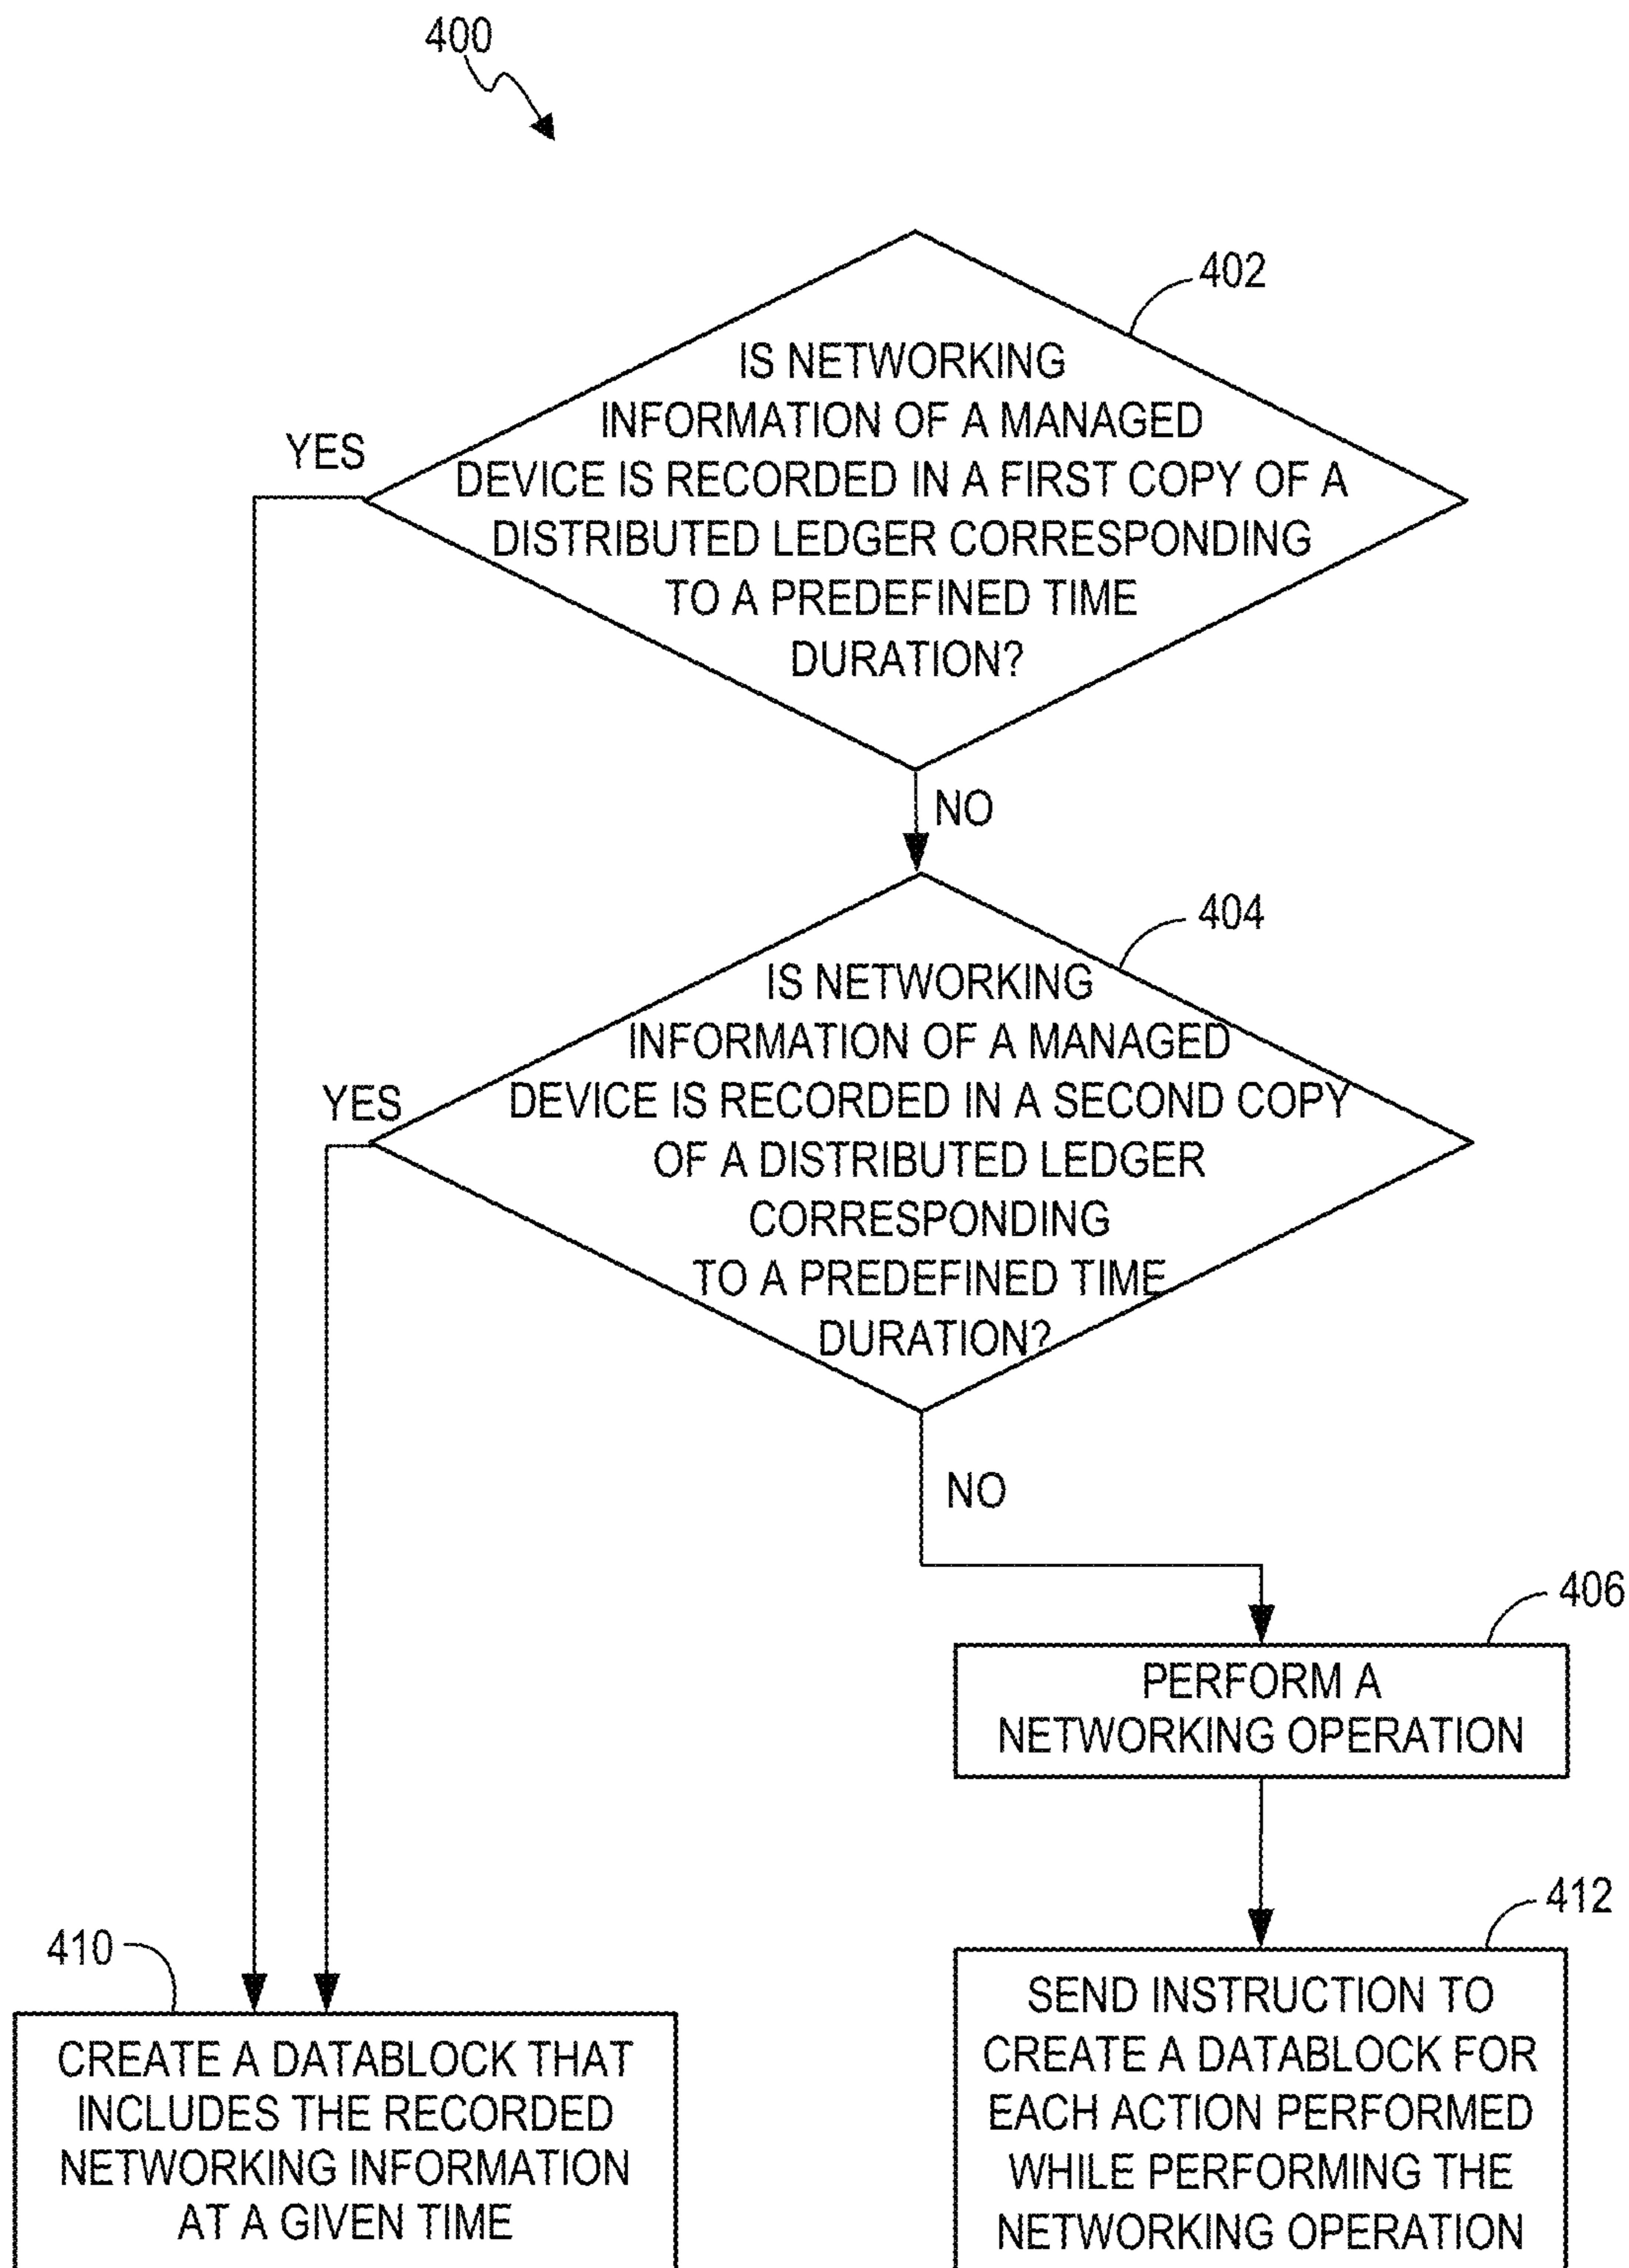 400
402
IS NETWORKING
INFORMATION OF A MANAGED
DEVICE IS RECORDED IN A FIRST COPY OF A
DISTRIBUTED LEDGER CORRESPONDING
TO A PREDEFINED TIME
DURATION?
YES
NO
404
IS NETWORKING
INFORMATION OF A MANAGED
DEVICE IS RECORDED IN A SECOND COPY
OF A DISTRIBUTED LEDGER
CORRESPONDING
TO A PREDEFINED TIME
DURATION?
YES
NO
406
PERFORM A
NETWORKING OPERATION
410
CREATE A DATABLOCK THAT
INCLUDES THE RECORDED
NETWORKING INFORMATION
AT A GIVEN TIME
412
SEND INSTRUCTION TO
CREATE A DATABLOCK FOR
EACH ACTION PERFORMED
WHILE PERFORMING THE
NETWORKING OPERATION